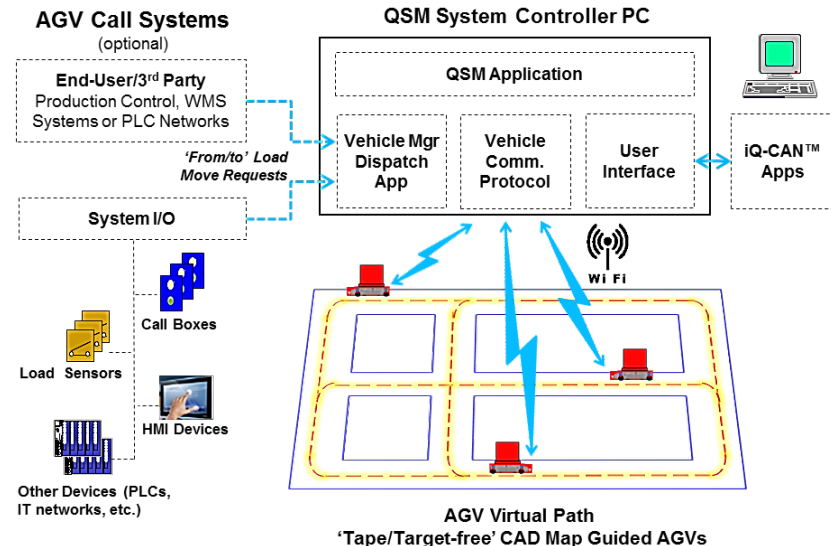 AGV Call Systems
(optional)
End-User/3rd Party
Production Control, WMS
Systems or PLC Networks
'From/to' Load
Move Requests
System I/O
Call Boxes
Load Sensors
HMI Devices
Other Devices (PLCs,
IT networks, etc.)
QSM System Controller PC
QSM Application
Vehicle Mgr
Dispatch
App
Vehicle
Comm.
Protocol
User
Interface
iQ-CAN™
Apps
Wi Fi
AGV Virtual Path
'Tape/Target-free' CAD Map Guided AGVs